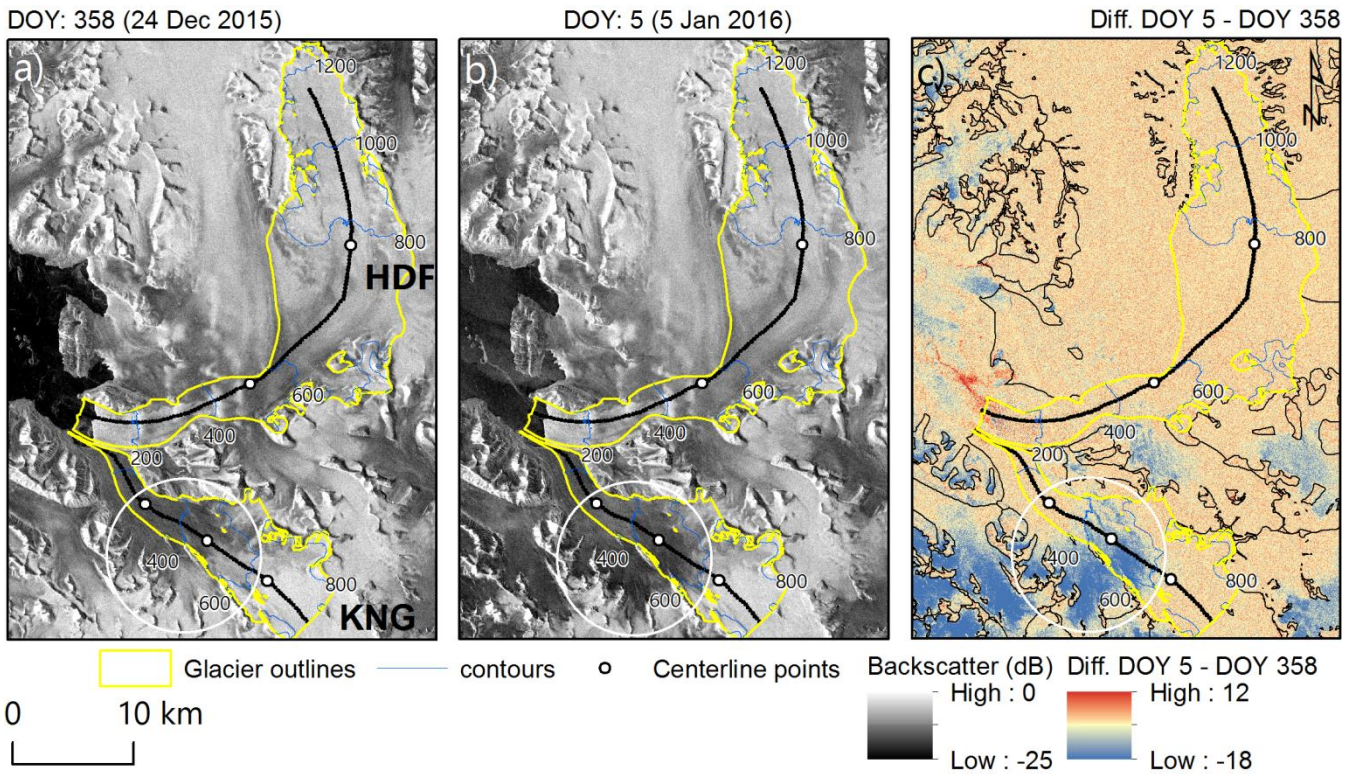 DOY: 358 (24 Dec 2015)
DOY: 5 (5 Jan 2016)
Diff. DOY 5 - DOY 358
a)
1200
1000
800
HDF
600
400
200
400
600
800
KNG
b)
1200
1000
800
600
400
200
400
600
800
c)
1200
N
1000
800
600
400
200
400
600
800
Glacier outlines
contours
Centerline points
Backscatter (dB)
High : 0
Low : -25
Diff. DOY 5 - DOY 358
High : 12
Low : -18
0 10 km